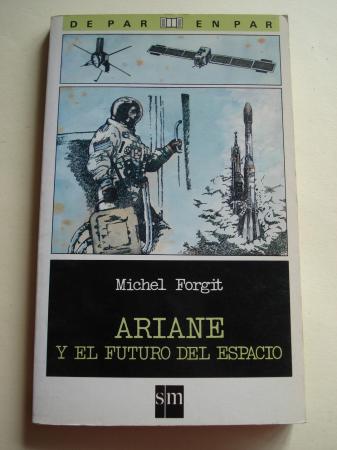 DE PAR EN PAR
Michel Forgit
ARIANE
Y EL FUTURO DEL ESPACIO
sm